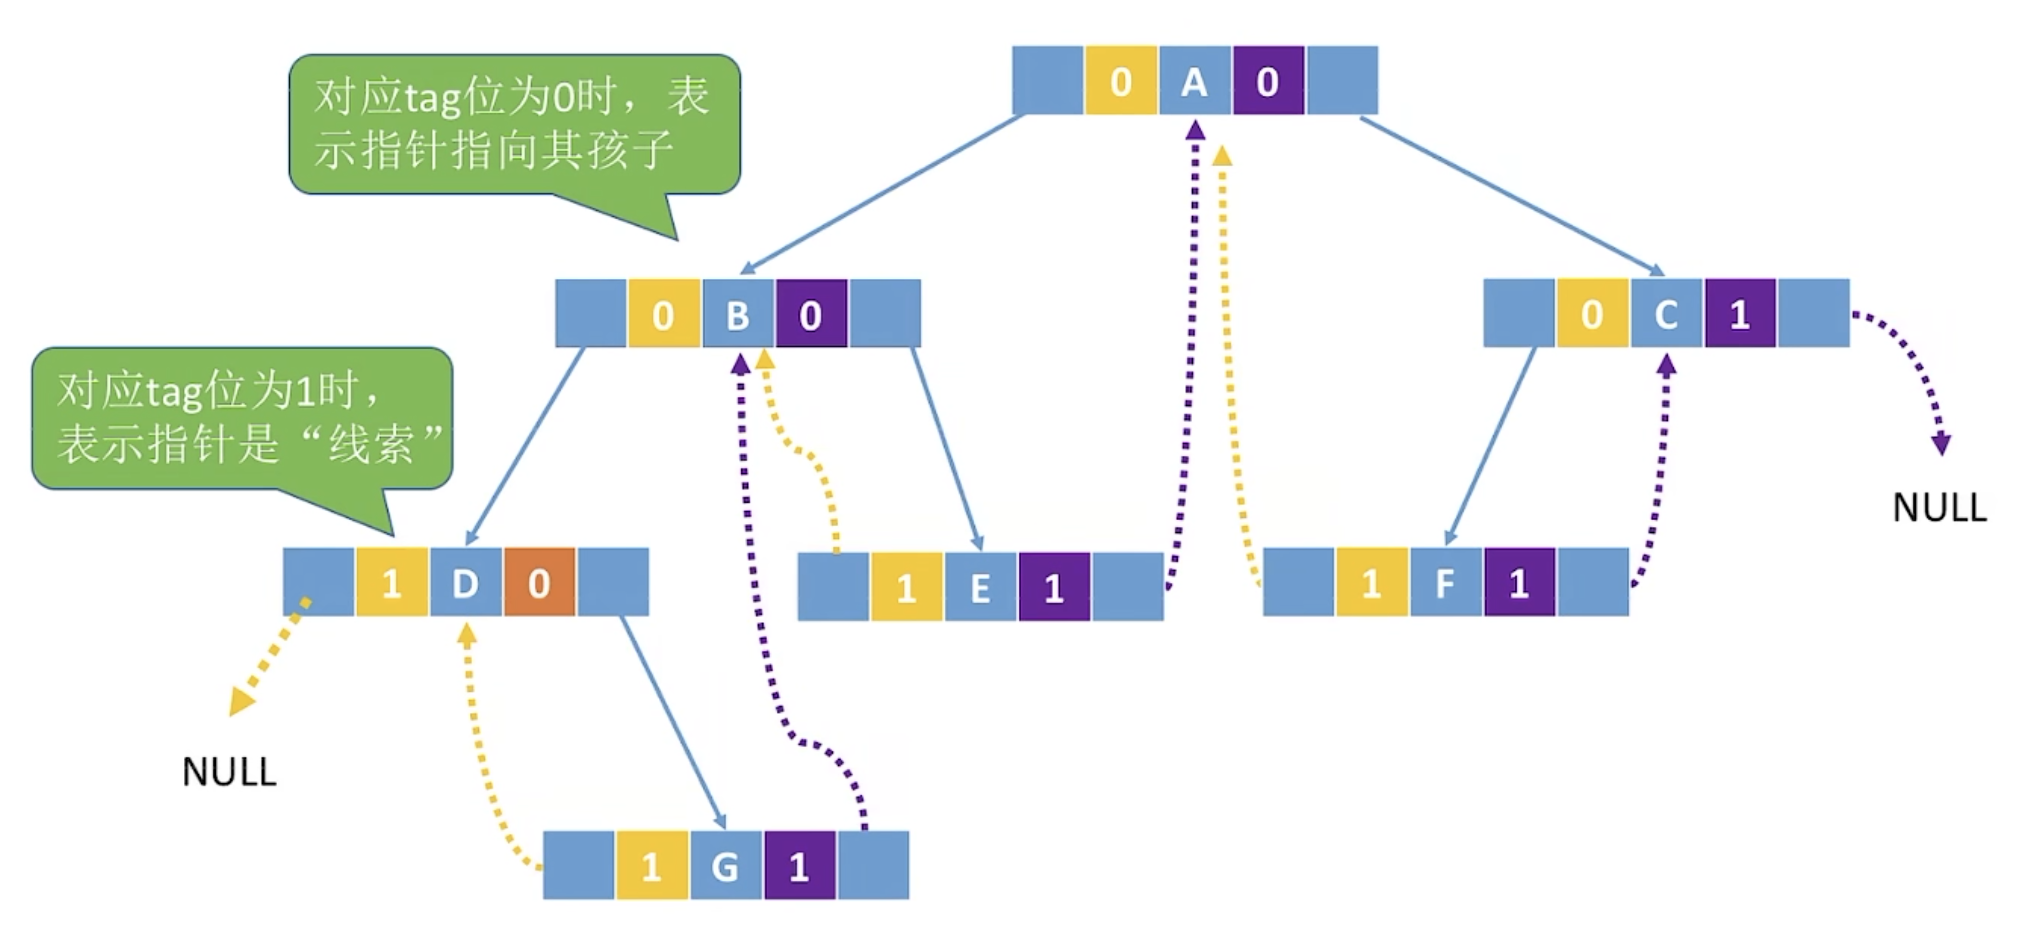 对应tag位为0时，表
示指针指向其孩子
0 A 0
0 B 0
0 C 1
对应tag位为1时，
表示指针是“线索”
NULL
1 D 0
1 E 1
1 F 1
NULL
1 G 1